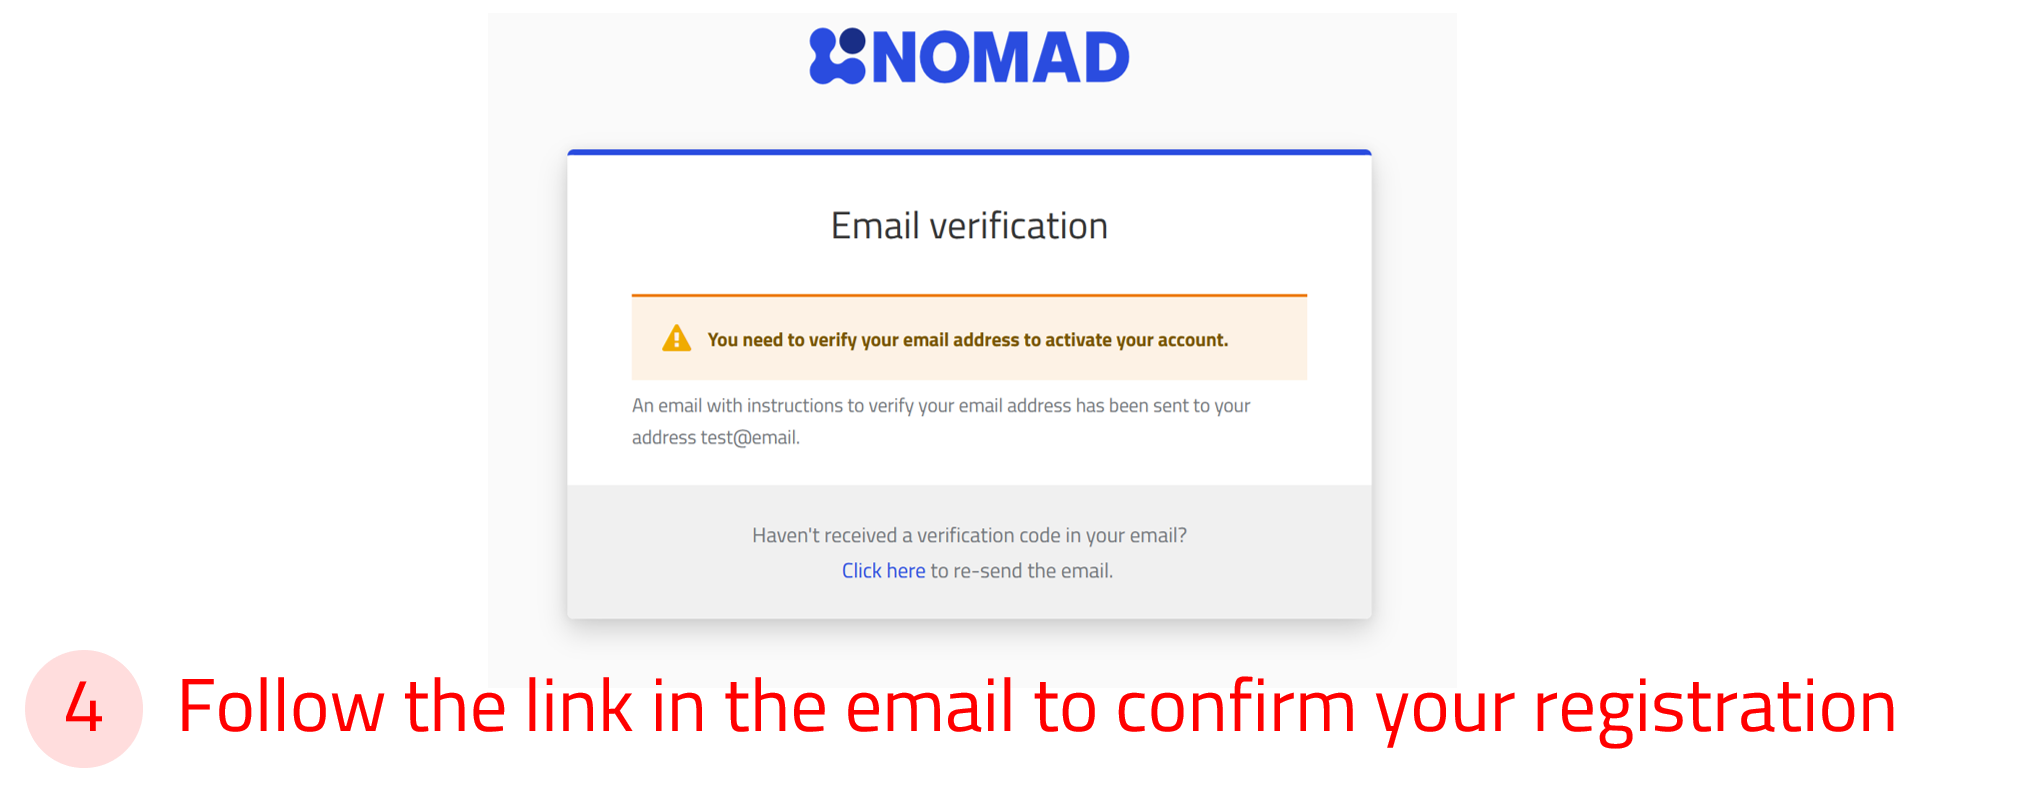 NOMAD
Email verification
You need to verify your email address to activate your account.
An email with instructions to verify your email address has been sent to your
address test@email.
Haven't received a verification code in your email?
Click here to re-send the email.
4 Follow the link in the email to confirm your registration